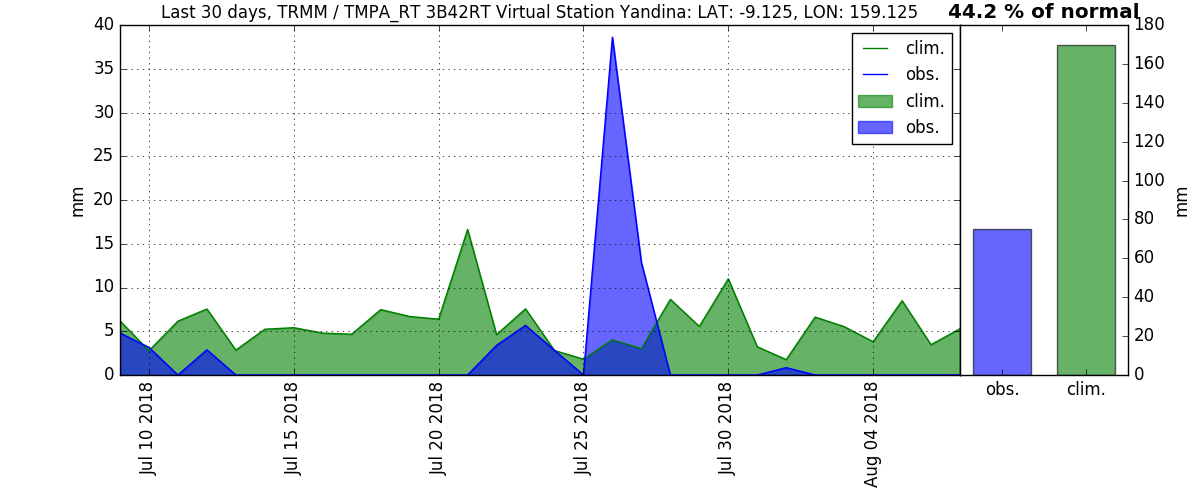 Last 30 days, TRMM / TMPA_RT 3B42RT Virtual Station Yandina: LAT: -9.125, LON: 159.125
44.2 % of normal
40
35
30
25
20
15
10
5
0
mm
clim.
obs.
clim.
obs.
Jul 10 2018
Jul 15 2018
Jul 20 2018
Jul 25 2018
Jul 30 2018
Aug 04 2018
180
160
140
120
100
80
60
40
20
0
mm
obs.
clim.